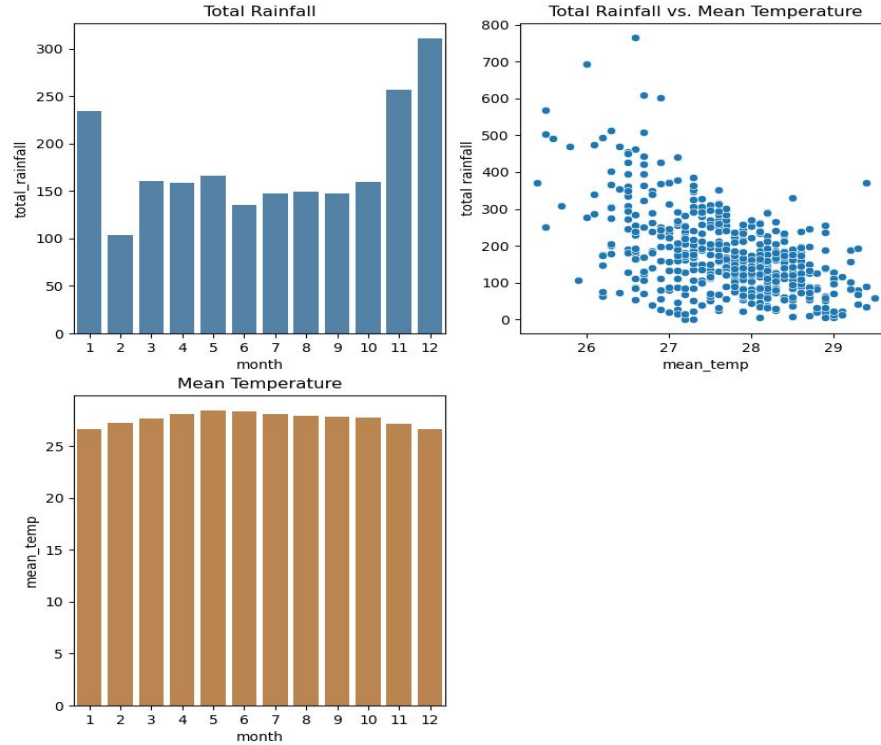 Total Rainfall
total_rainfall
300
250
200
150
100
50
0
1 2 3 4 5 6 7 8 9 10 11 12
month
Total Rainfall vs. Mean Temperature
total rainfall
800
700
600
500
400
300
200
100
0
26 27 28 29
mean_temp
Mean Temperature
mean_temp
25
20
15
10
5
0
1 2 3 4 5 6 7 8 9 10 11 12
month